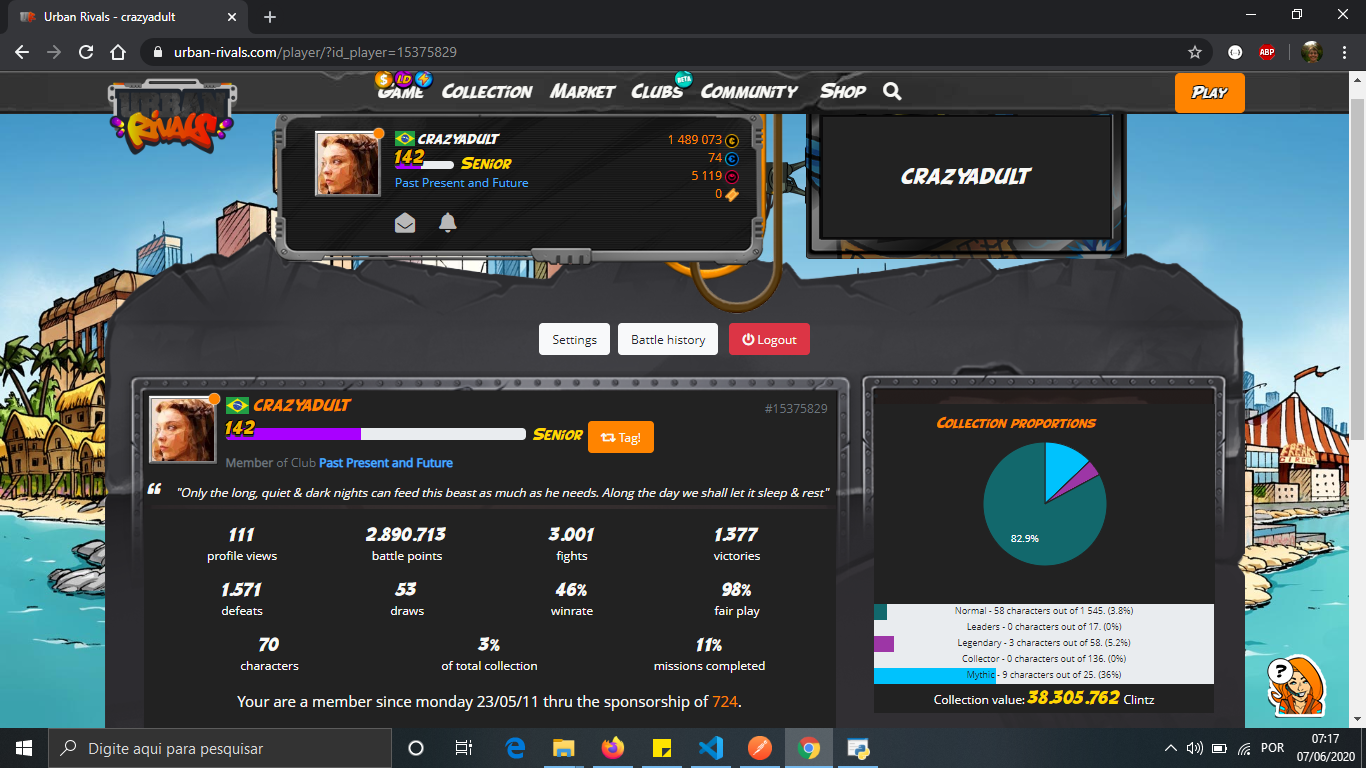 Urban Rivals - crazyadult
urban-rivals.com/player/?id_player=15375829
ABP
URBAN RIVALS
GAME COLLECTION MARKET CLUBS BETA COMMUNITY SHOP PLAY
CRAZYADULT
142 SENIOR
Past Present and Future
1 489 073
74
5 119
0
CRAZYADULT
Settings Battle history Logout
CRAZYADULT #15375829
142 SENIOR Tag!
Member of Club Past Present and Future
"Only the long, quiet & dark nights can feed this beast as much as he needs. Along the day we shall let it sleep & rest"
111 2.890.713 3.001 1.377
profile views battle points fights victories
1.571 53 46% 98%
defeats draws winrate fair play
70 3% 11%
characters of total collection missions completed
Your are a member since monday 23/05/11 thru the sponsorship of 724.
COLLECTION PROPORTIONS
82.9%
Normal - 58 characters out of 1 545. (3.8%)
Leaders - 0 characters out of 17. (0%)
Legendary - 3 characters out of 58. (5.2%)
Collector - 0 characters out of 136. (0%)
Mythic - 9 characters out of 25. (36%)
Collection value: 38.305.762 Clintz
?
Digite aqui para pesquisar
POR
07:17
07/06/2020